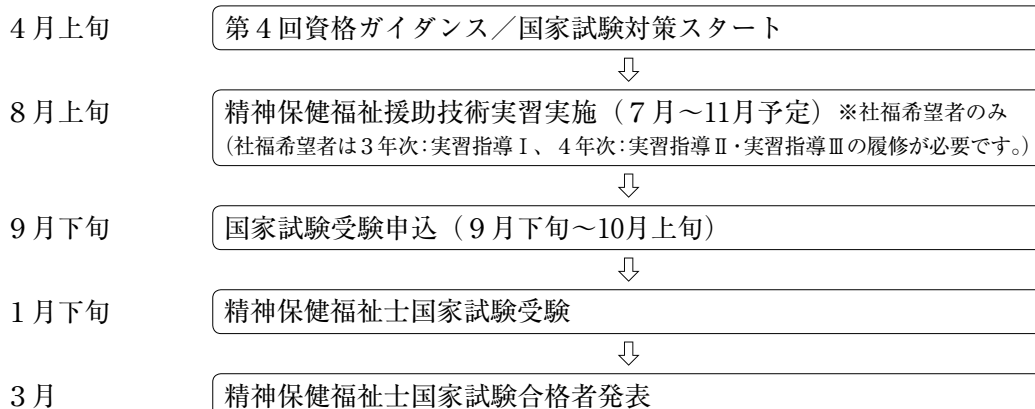 ４月上旬 第４回資格ガイダンス／国家試験対策スタート
⇩
８月上旬 精神保健福祉援助技術実習実施（７月～11月予定）※社福希望者のみ
（社福希望者は３年次：実習指導Ⅰ、４年次：実習指導Ⅱ・実習指導Ⅲの履修が必要です。）
⇩
９月下旬 国家試験受験申込（９月下旬～10月上旬）
⇩
１月下旬 精神保健福祉士国家試験受験
⇩
３月 精神保健福祉士国家試験合格者発表